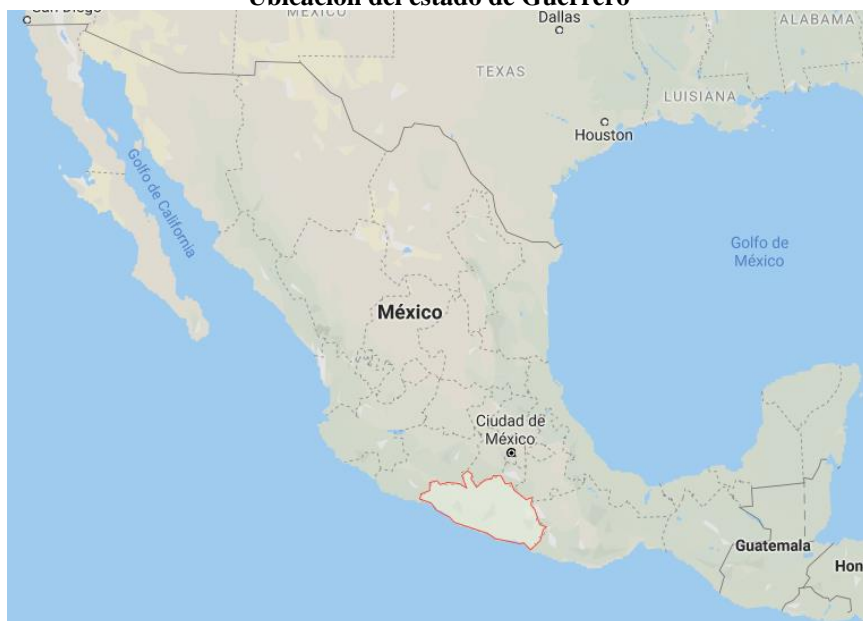 Ubicación del estado de Guerrero
San Diego
MÉXICO
Dallas
ALABAMA
TEXAS
LUISIANA
Houston
Golfo de
California
Golfo de
México
México
Ciudad de
México
Guatemala
Hon